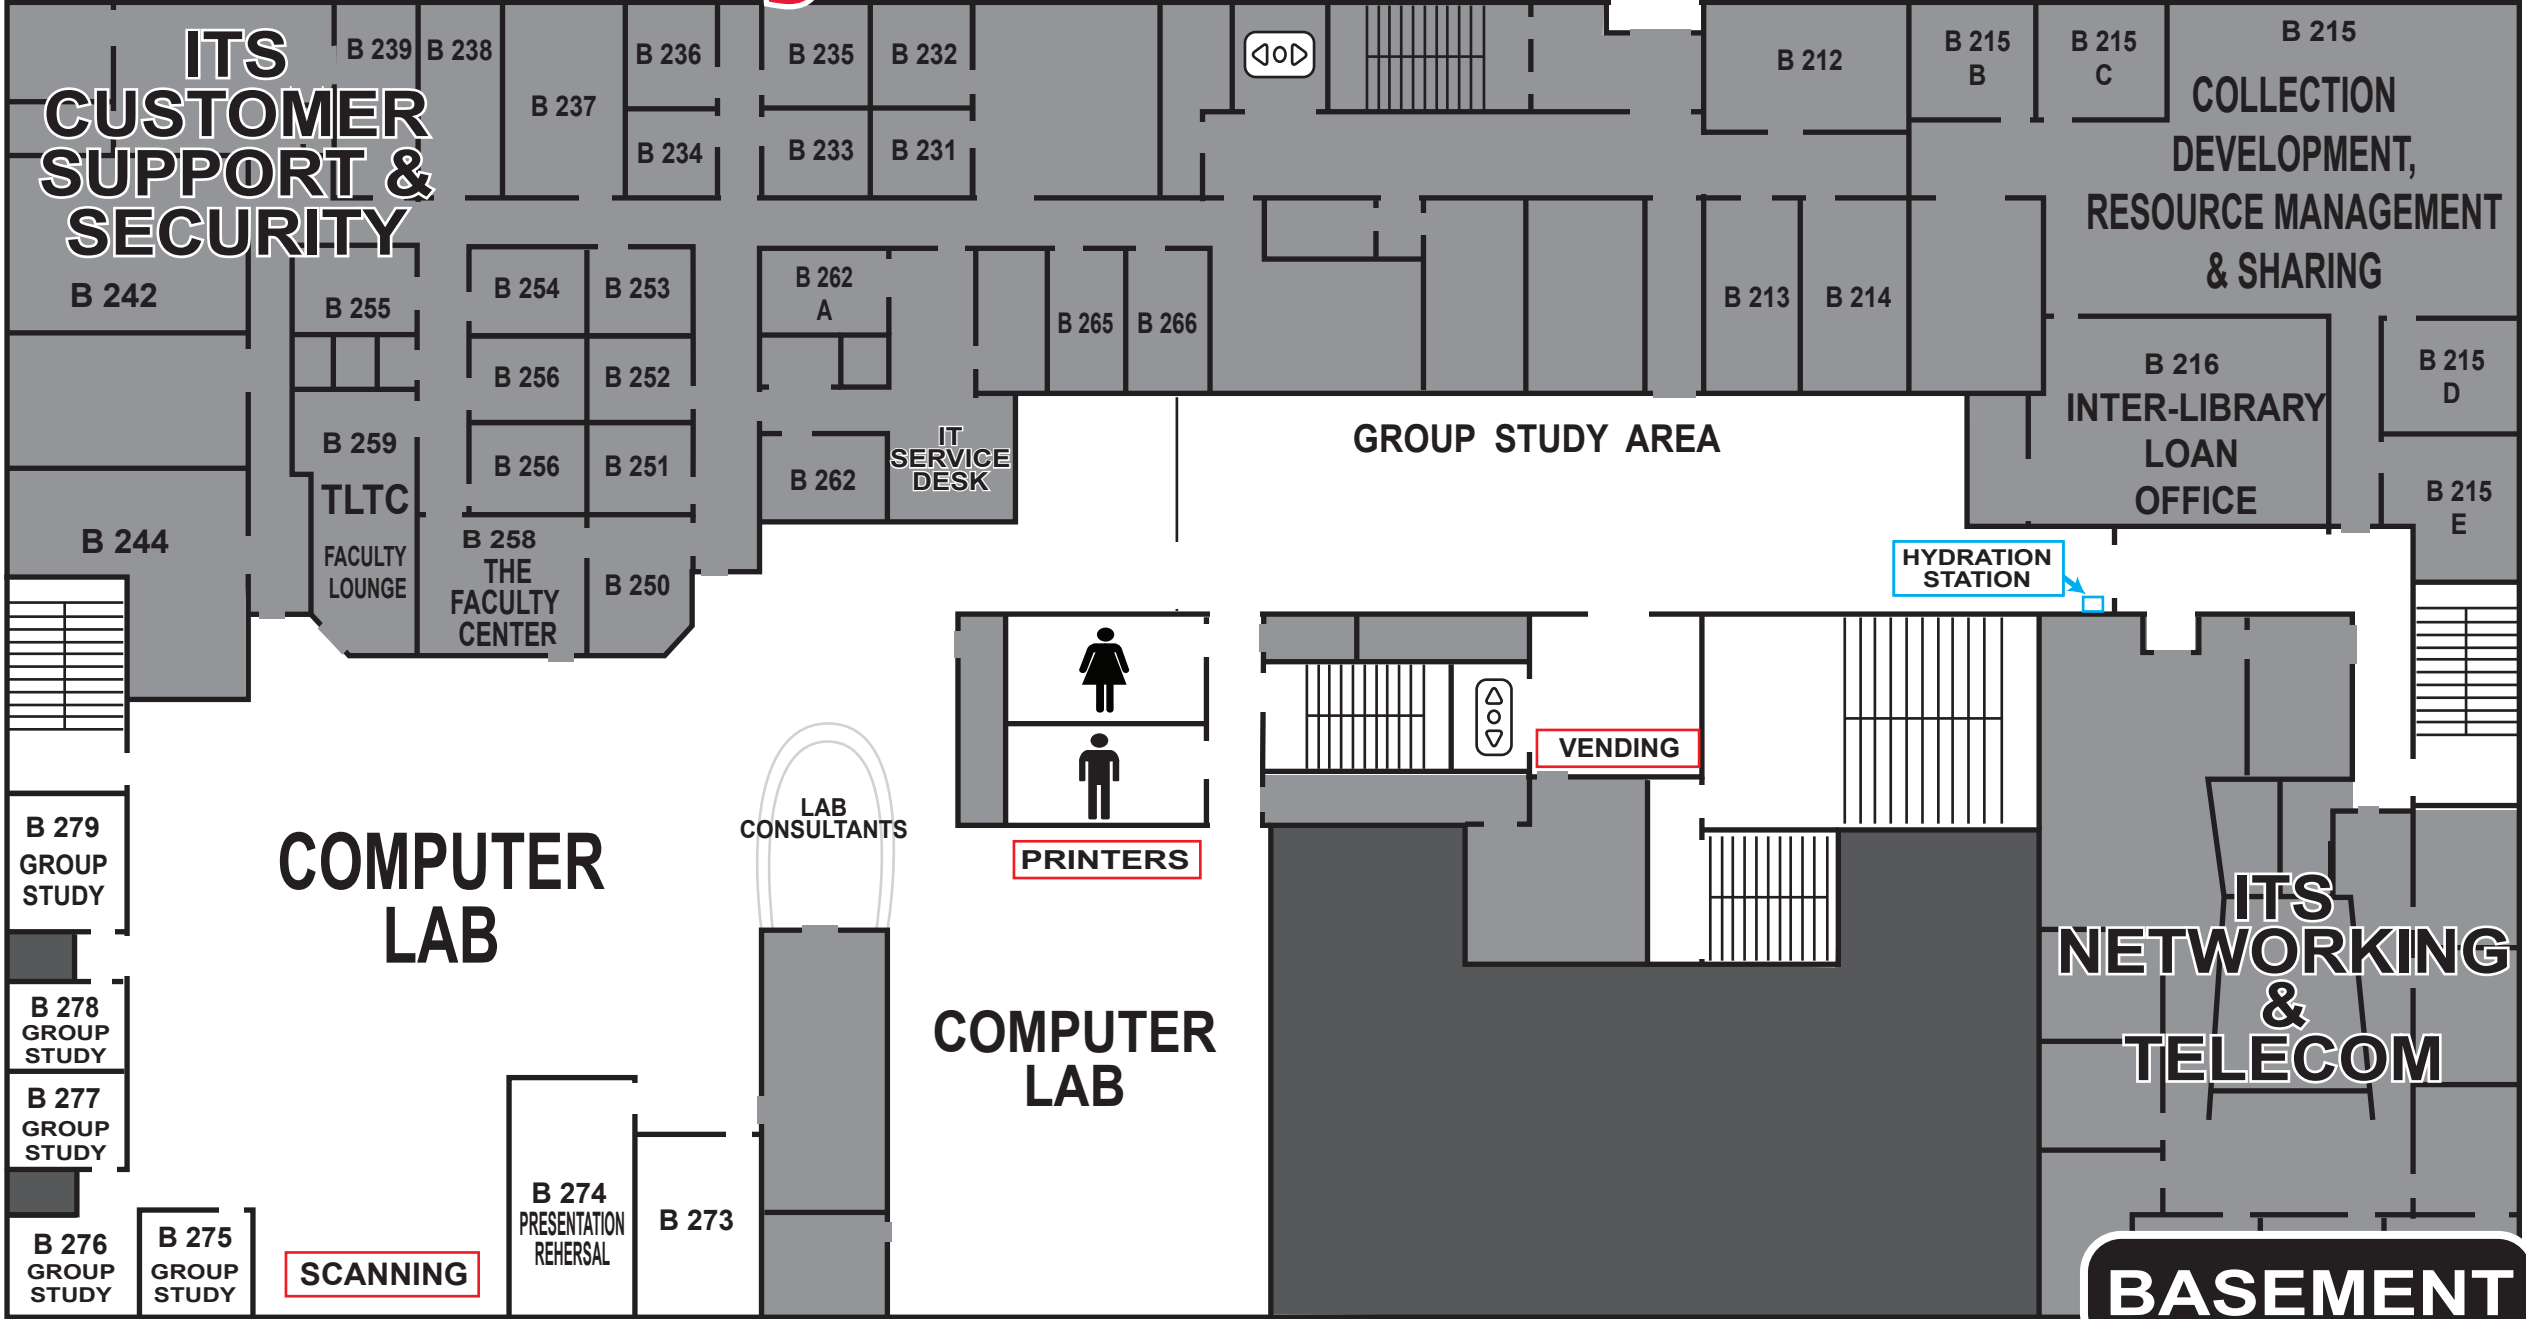 ITS
CUSTOMER
SUPPORT &
SECURITY
B 239
B 238
B 237
B 236
B 234
B 235
B 232
B 233
B 231
B 212
B 215
B
B 215
C
B 215
COLLECTION
DEVELOPMENT,
RESOURCE MANAGEMENT
& SHARING
B 242
B 255
B 254
B 253
B 262
A
B 265
B 266
B 213
B 214
B 256
B 252
B 216
INTER-LIBRARY
LOAN
OFFICE
B 215
D
B 259
TLTC
FACULTY
LOUNGE
B 256
B 251
B 262
IT
SERVICE
DESK
GROUP STUDY AREA
B 215
E
B 244
B 258
THE
FACULTY
CENTER
B 250
HYDRATION
STATION
VENDING
LAB
CONSULTANTS
PRINTERS
B 279
GROUP
STUDY
COMPUTER
LAB
ITS
NETWORKING
&
TELECOM
B 278
GROUP
STUDY
COMPUTER
LAB
B 277
GROUP
STUDY
B 274
PRESENTATION
REHERSAL
B 273
B 276
GROUP
STUDY
B 275
GROUP
STUDY
SCANNING
BASEMENT